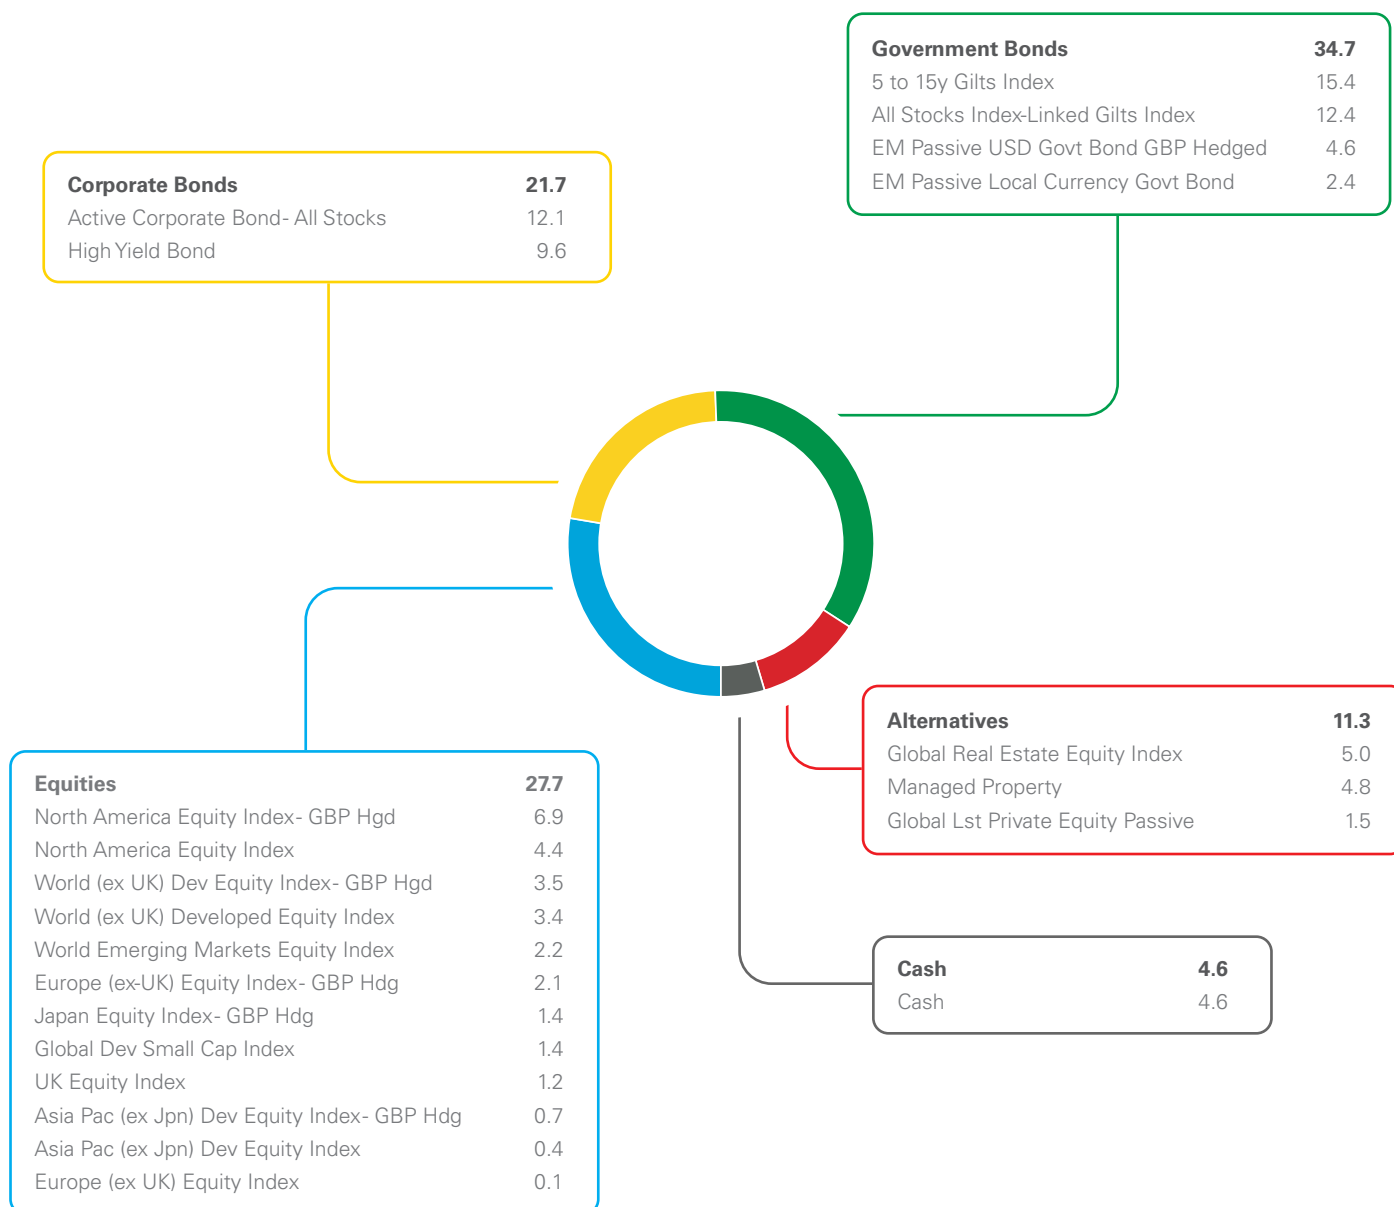 Government Bonds 34.7
5 to 15y Gilts Index 15.4
All Stocks Index-Linked Gilts Index 12.4
EM Passive USD Govt Bond GBP Hedged 4.6
EM Passive Local Currency Govt Bond 2.4
Corporate Bonds 21.7
Active Corporate Bond- All Stocks 12.1
High Yield Bond 9.6
Alternatives 11.3
Global Real Estate Equity Index 5.0
Managed Property 4.8
Global Lst Private Equity Passive 1.5
Equities 27.7
North America Equity Index- GBP Hgd 6.9
North America Equity Index 4.4
World (ex UK) Dev Equity Index- GBP Hgd 3.5
World (ex UK) Developed Equity Index 3.4
World Emerging Markets Equity Index 2.2
Europe (ex-UK) Equity Index- GBP Hdg 2.1
Japan Equity Index- GBP Hdg 1.4
Global Dev Small Cap Index 1.4
UK Equity Index 1.2
Asia Pac (ex Jpn) Dev Equity Index- GBP Hdg 0.7
Asia Pac (ex Jpn) Dev Equity Index 0.4
Europe (ex UK) Equity Index 0.1
Cash 4.6
Cash 4.6